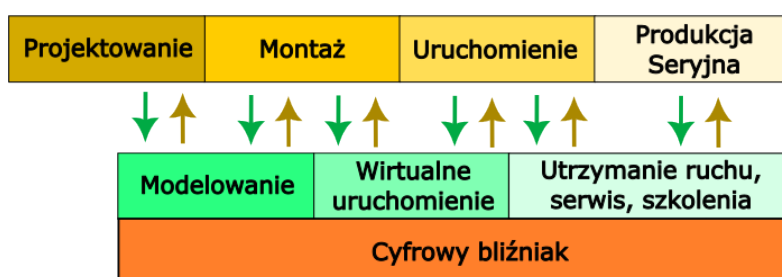 Projektowanie
Montaż
Uruchomienie
Produkcja
Seryjna
Modelowanie
Wirtualne
uruchomienie
Utrzymanie ruchu,
serwis, szkolenia
Cyfrowy bliźniak